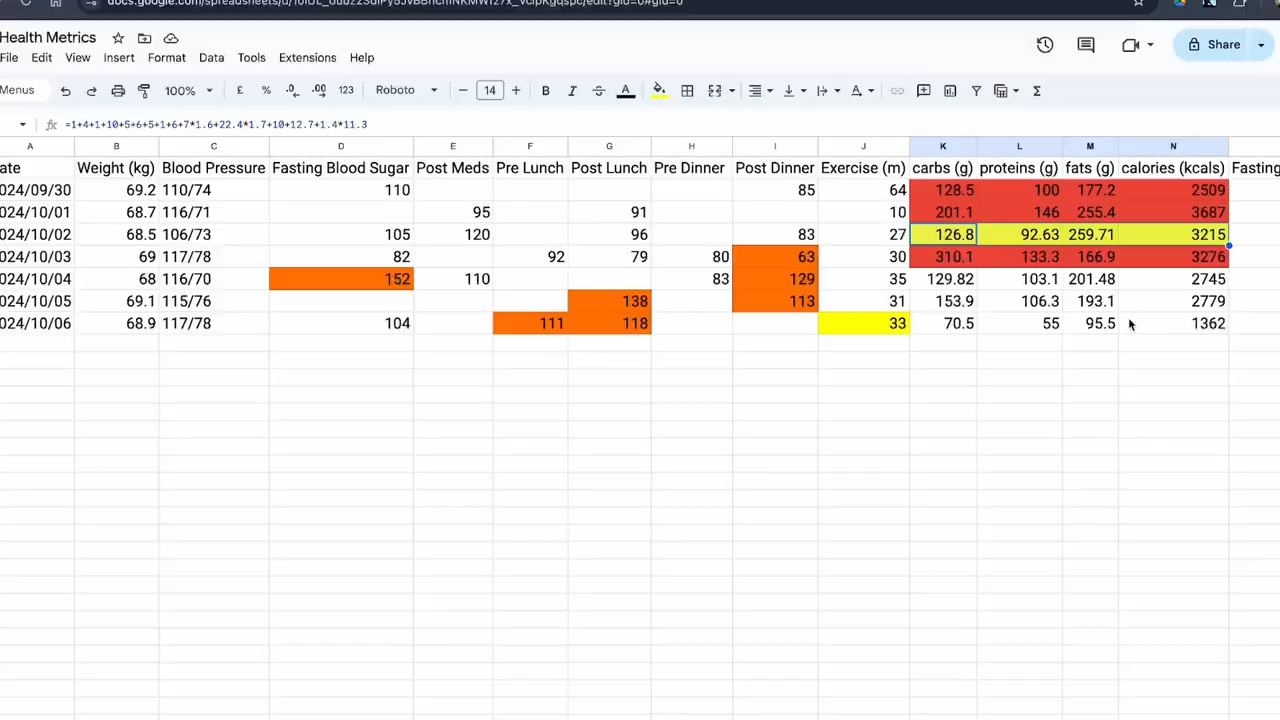 Health Metrics
Share
File Edit View Insert Format Data Tools Extensions Help
Menus 100% £ % .0 .00 123 Roboto 14 B I S A
=1+4+1+10+5+6+5+1+6+7*1.6+22.4*1.7+10+12.7+1.4*11.3
A B C D E F G H I J K L M N
ate Weight (kg) Blood Pressure Fasting Blood Sugar Post Meds Pre Lunch Post Lunch Pre Dinner Post Dinner Exercise (m) carbs (g) proteins (g) fats (g) calories (kcals) Fasting
024/09/30 69.2 110/74 110 85 64 128.5 100 177.2 2509
024/10/01 68.7 116/71 95 91 10 201.1 146 255.4 3687
024/10/02 68.5 106/73 105 120 96 83 27 126.8 92.63 259.71 3215
024/10/03 69 117/78 82 92 79 80 63 30 310.1 133.3 166.9 3276
024/10/04 68 116/70 152 110 83 129 35 129.82 103.1 201.48 2745
024/10/05 69.1 115/76 138 113 31 153.9 106.3 193.1 2779
024/10/06 68.9 117/78 104 111 118 33 70.5 55 95.5 1362